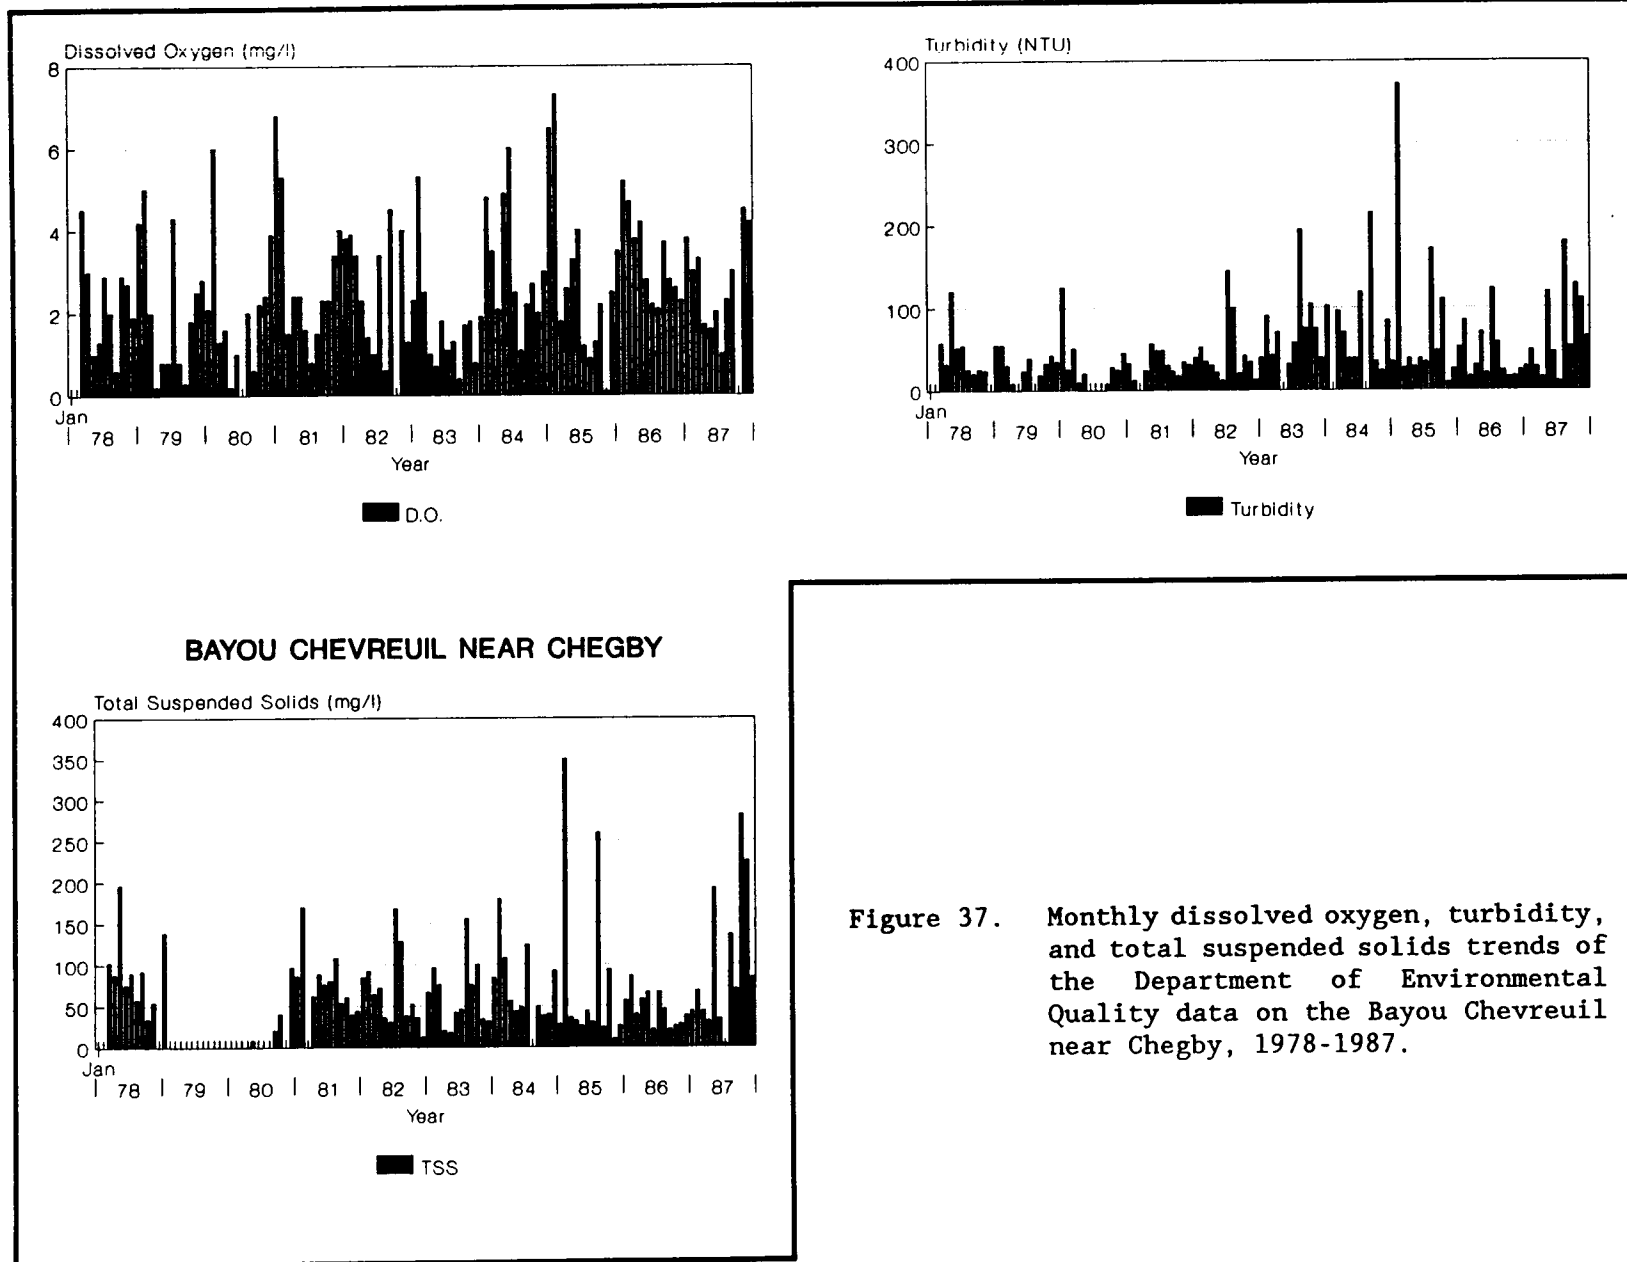 Dissolved Oxygen (mg/l)
8
6
4
2
0
Jan
| 78 | 79 | 80 | 81 | 82 | 83 | 84 | 85 | 86 | 87 |
Year
D.O.
Turbidity (NTU)
400
300
200
100
0
Jan
| 78 | 79 | 80 | 81 | 82 | 83 | 84 | 85 | 86 | 87 |
Year
Turbidity
BAYOU CHEVREUIL NEAR CHEGBY
Total Suspended Solids (mg/l)
400
350
300
250
200
150
100
50
0
Jan
| 78 | 79 | 80 | 81 | 82 | 83 | 84 | 85 | 86 | 87 |
Year
TSS
Figure 37. Monthly dissolved oxygen, turbidity,
and total suspended solids trends of
the Department of Environmental
Quality data on the Bayou Chevreuil
near Chegby, 1978-1987.